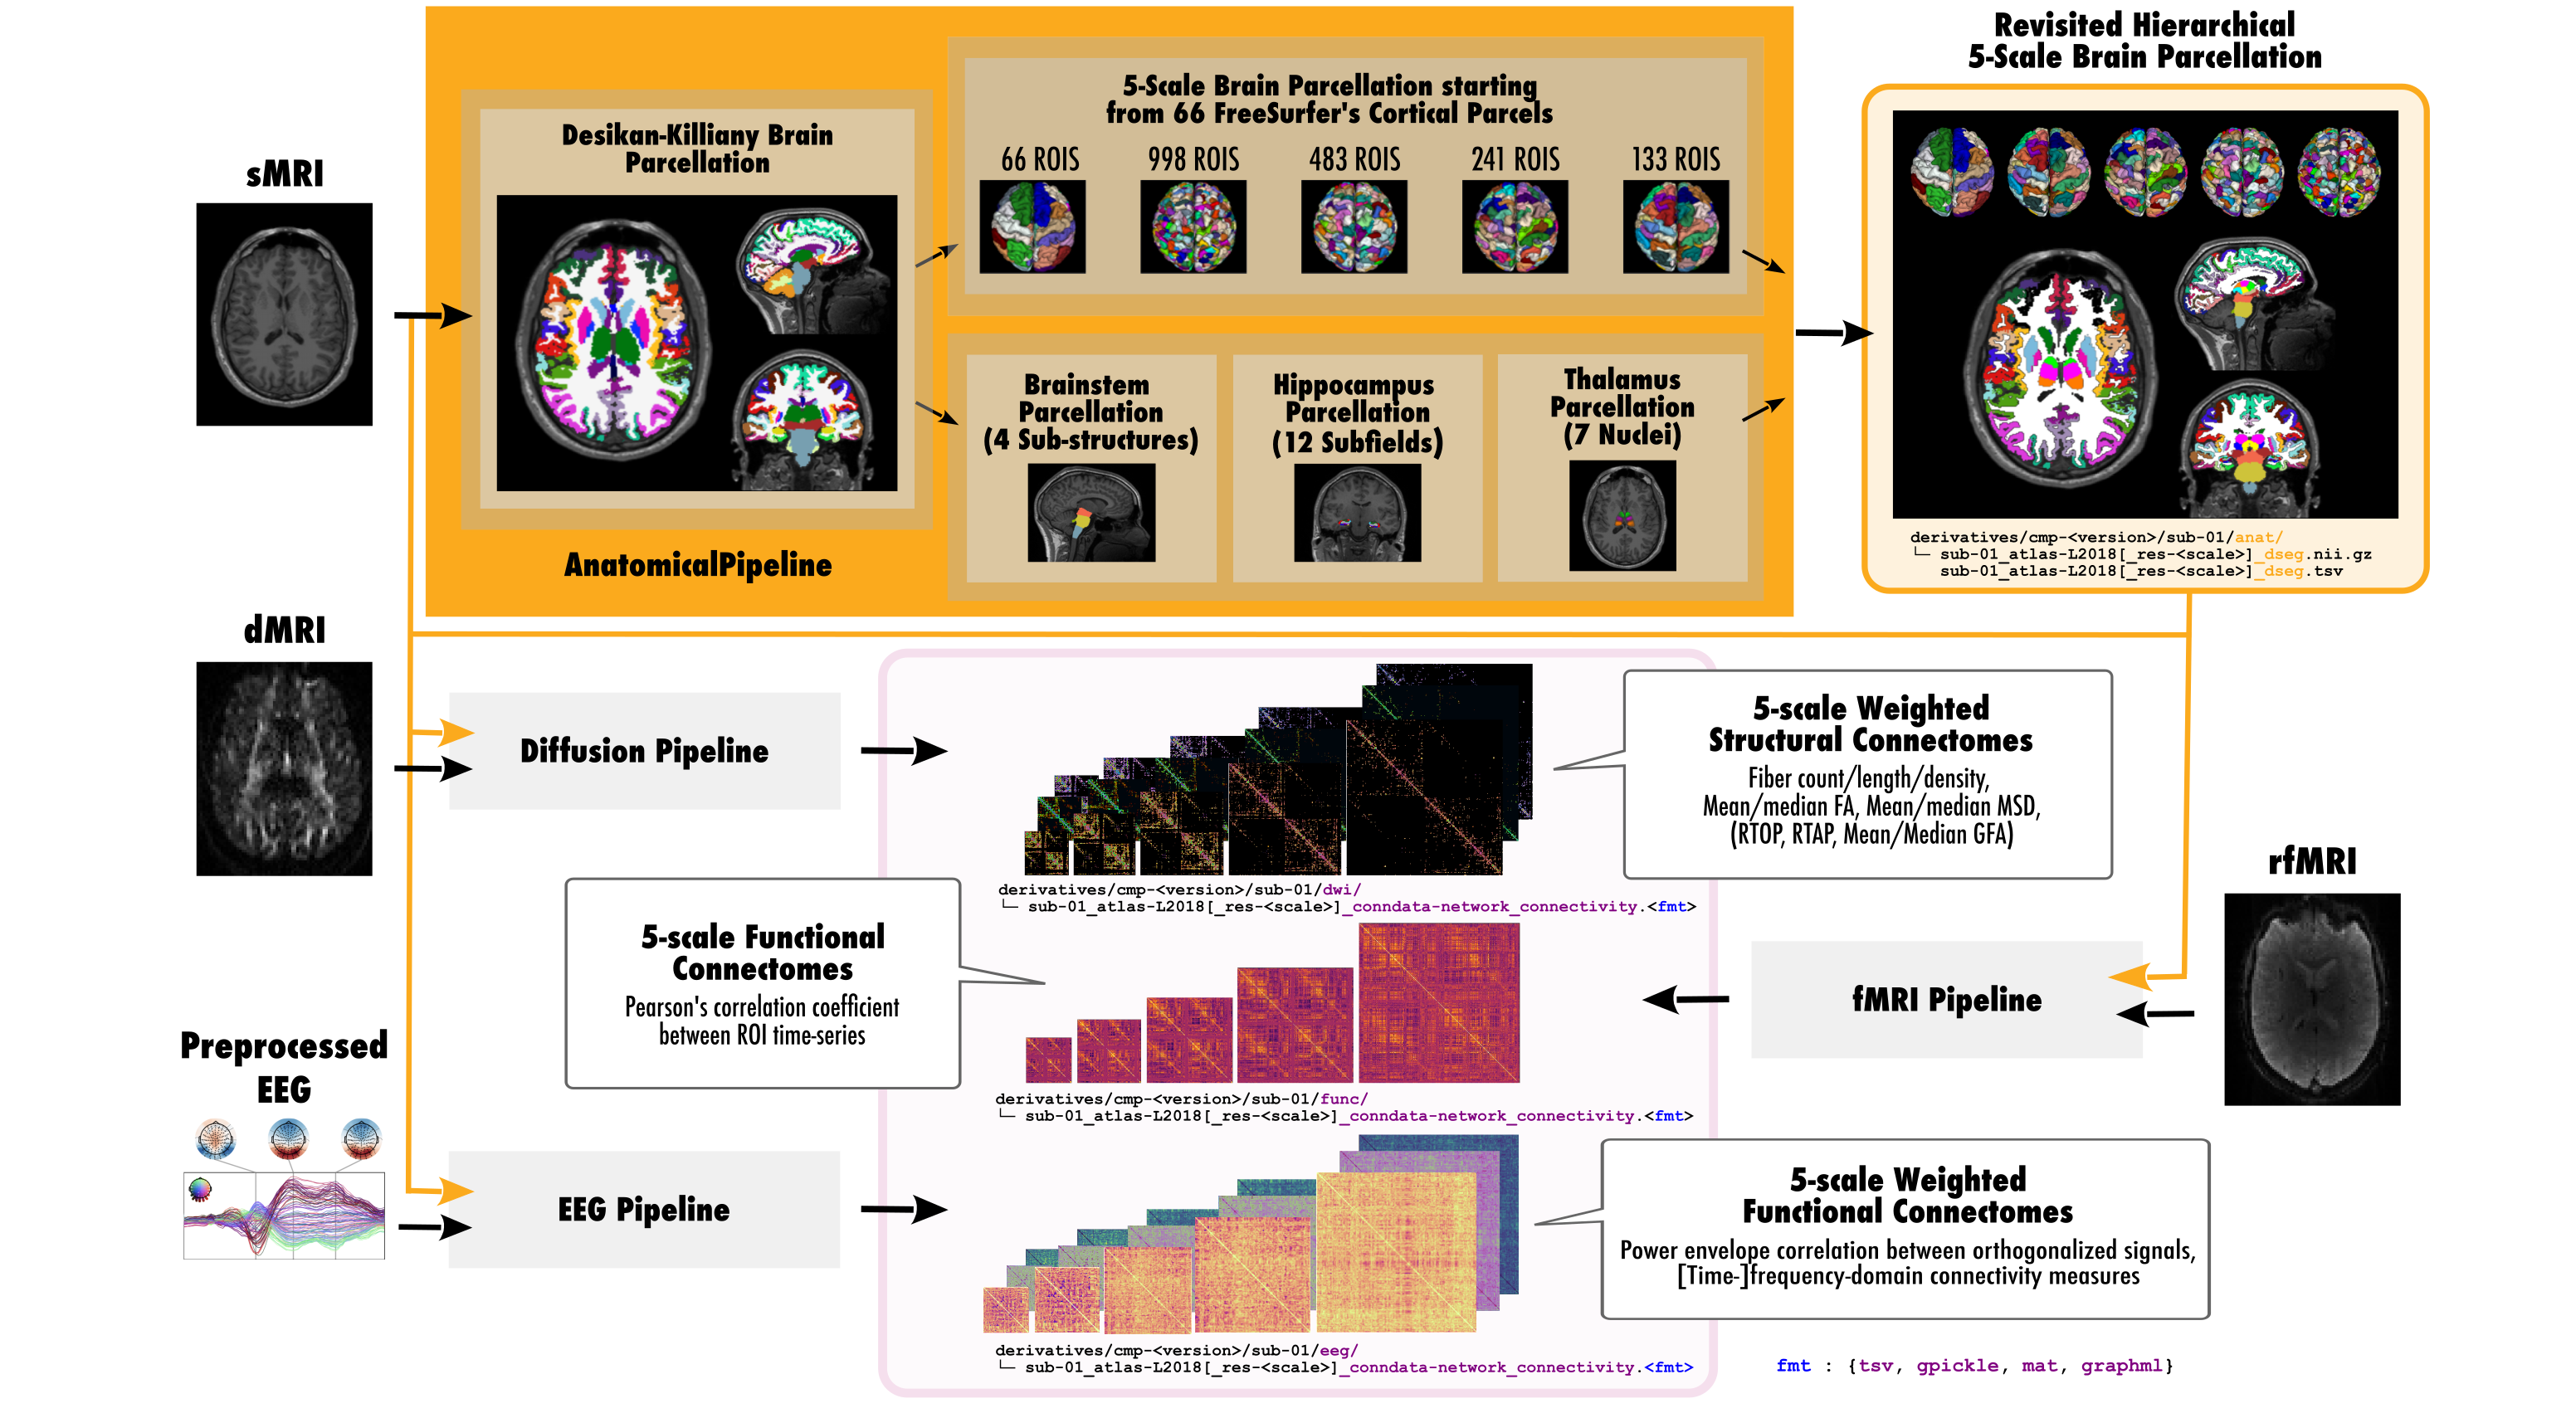 Revisited Hierarchical
5-Scale Brain Parcellation
5-Scale Brain Parcellation starting
from 66 FreeSurfer's Cortical Parcels
66 ROIS
998 ROIS
483 ROIS
241 ROIS
133 ROIS
Desikan-Killiany Brain
Parcellation
sMRI
Brainstem
Parcellation
(4 Sub-structures)
Hippocampus
Parcellation
(12 Subfields)
Thalamus
Parcellation
(7 Nuclei)
AnatomicalPipeline
derivatives/cmp-<version>/sub-01/anat/
└─ sub-01_atlas-L2018[_res-<scale>]_dseg.nii.gz
sub-01_atlas-L2018[_res-<scale>]_dseg.tsv
dMRI
Diffusion Pipeline
5-scale Weighted
Structural Connectomes
Fiber count/length/density,
Mean/median FA, Mean/median MSD,
(RTOP, RTAP, Mean/Median GFA)
derivatives/cmp-<version>/sub-01/dwi/
└─ sub-01_atlas-L2018[_res-<scale>]_conndata-network_connectivity.<fmt>
rfMRI
5-scale Functional
Connectomes
Pearson's correlation coefficient
between ROI time-series
fMRI Pipeline
derivatives/cmp-<version>/sub-01/func/
└─ sub-01_atlas-L2018[_res-<scale>]_conndata-network_connectivity.<fmt>
Preprocessed
EEG
EEG Pipeline
5-scale Weighted
Functional Connectomes
Power envelope correlation between orthogonalized signals,
[Time-]frequency-domain connectivity measures
derivatives/cmp-<version>/sub-01/eeg/
└─ sub-01_atlas-L2018[_res-<scale>]_conndata-network_connectivity.<fmt>
fmt : {tsv, gpickle, mat, graphml}